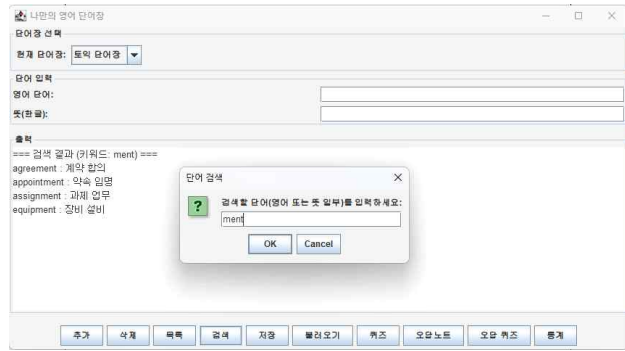 나만의 영어 단어장
단어장 선택
현재 단어장: 토익 단어장
단어 입력
영어 단어:
뜻(한글):
출력
=== 검색 결과 (키워드: ment) ===
agreement : 계약 합의
appointment : 약속 임명
assignment : 과제 업무
equipment : 장비 설비
단어 검색
검색할 단어(영어 또는 뜻 일부)를 입력하세요:
ment
OK Cancel
추가 삭제 목록 검색 저장 불러오기 퀴즈 오답노트 오답 퀴즈 통계